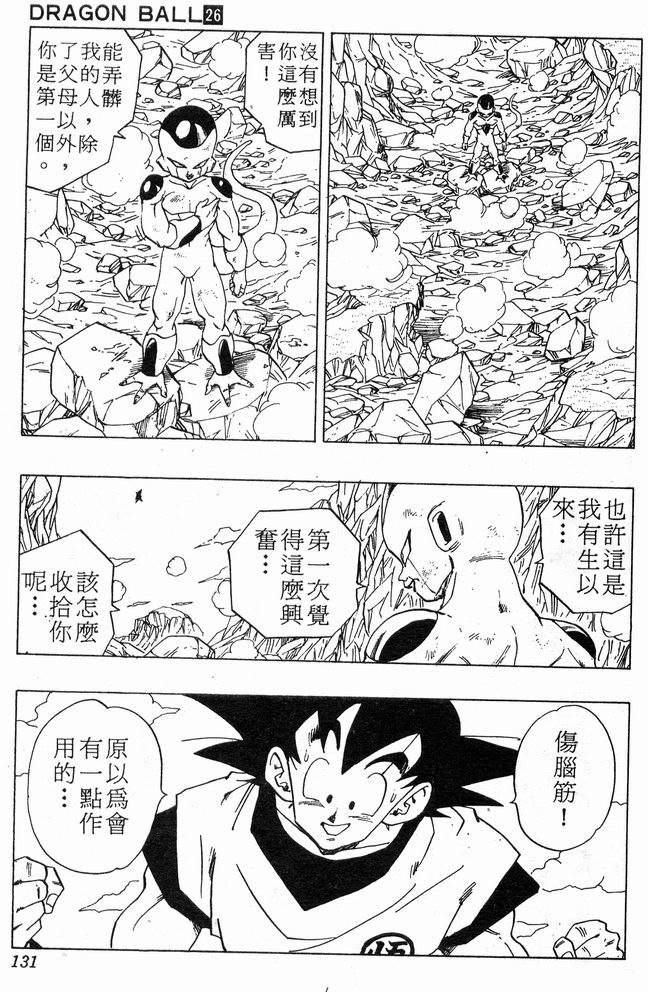 DRAGON BALL 26
沒有想到
你這麼厲
害！
能弄髒
我的人，除
了父母以外，
你是第一個。
也許這是
我有生以
來⋯
第一次覺
得這麼興
奮⋯
該怎麼
收拾你
呢⋯
傷腦筋！
原以為會
有一點作
用的⋯
悟
131